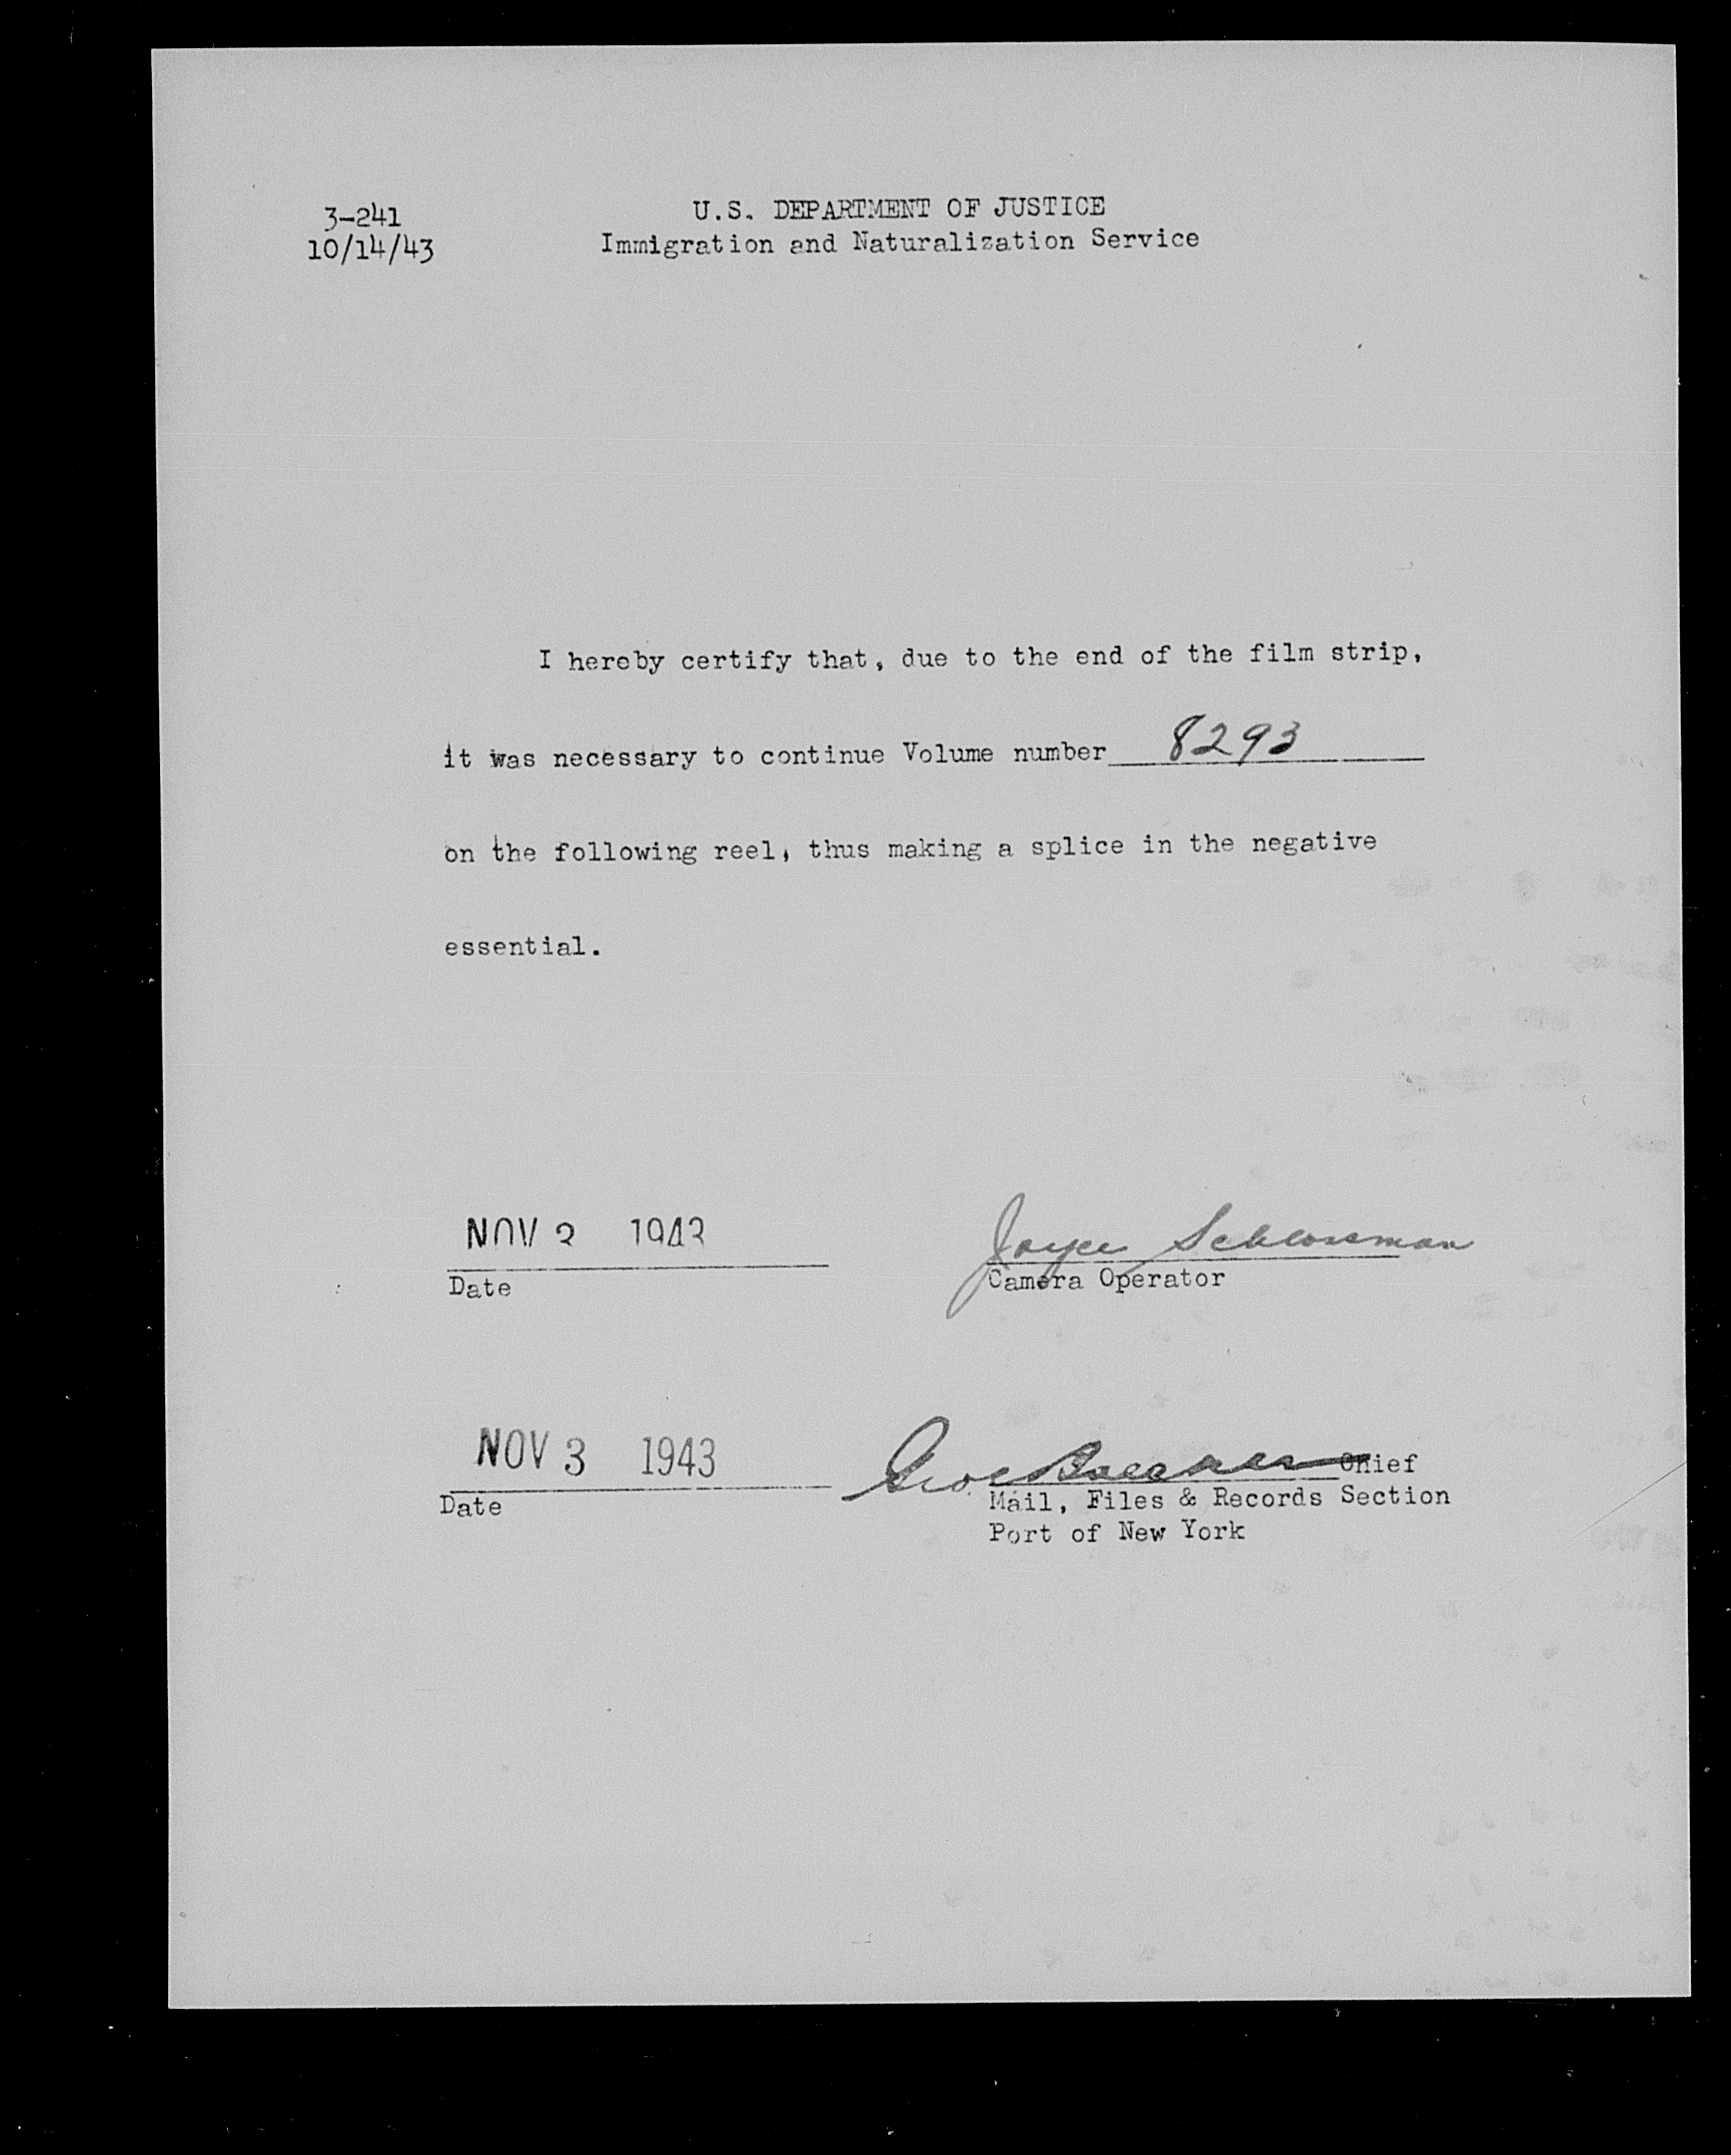 3-241
10/14/43
U.S. DEPARTMENT OF JUSTICE
Immigration and Naturalization Service
I hereby certify that, due to the end of the film strip,
it was necessary to continue Volume number 8293
on the following reel, thus making a splice in the negative
essential.
NOV 2 1943
Date
Joyce Schlossman
Camera Operator
NOV 3 1943
Date
Geo. Chief
Mail, Files & Records Section
Port of New York